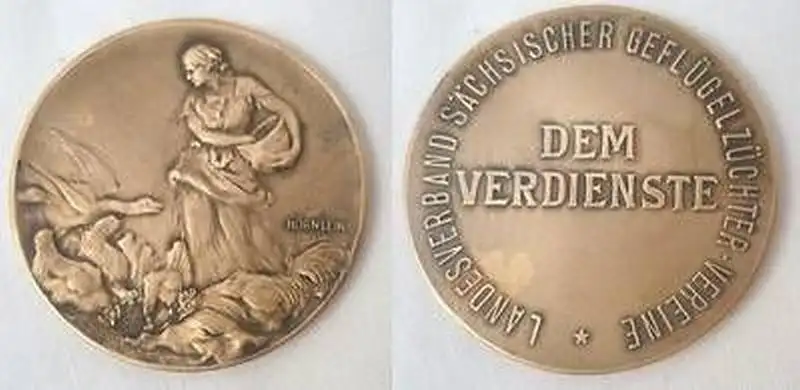 HÖRNLEIN
LANDESVERBAND SÄCHSISCHER GEFLÜGELZÜCHTER-VEREINE
DEM
VERDIENSTE